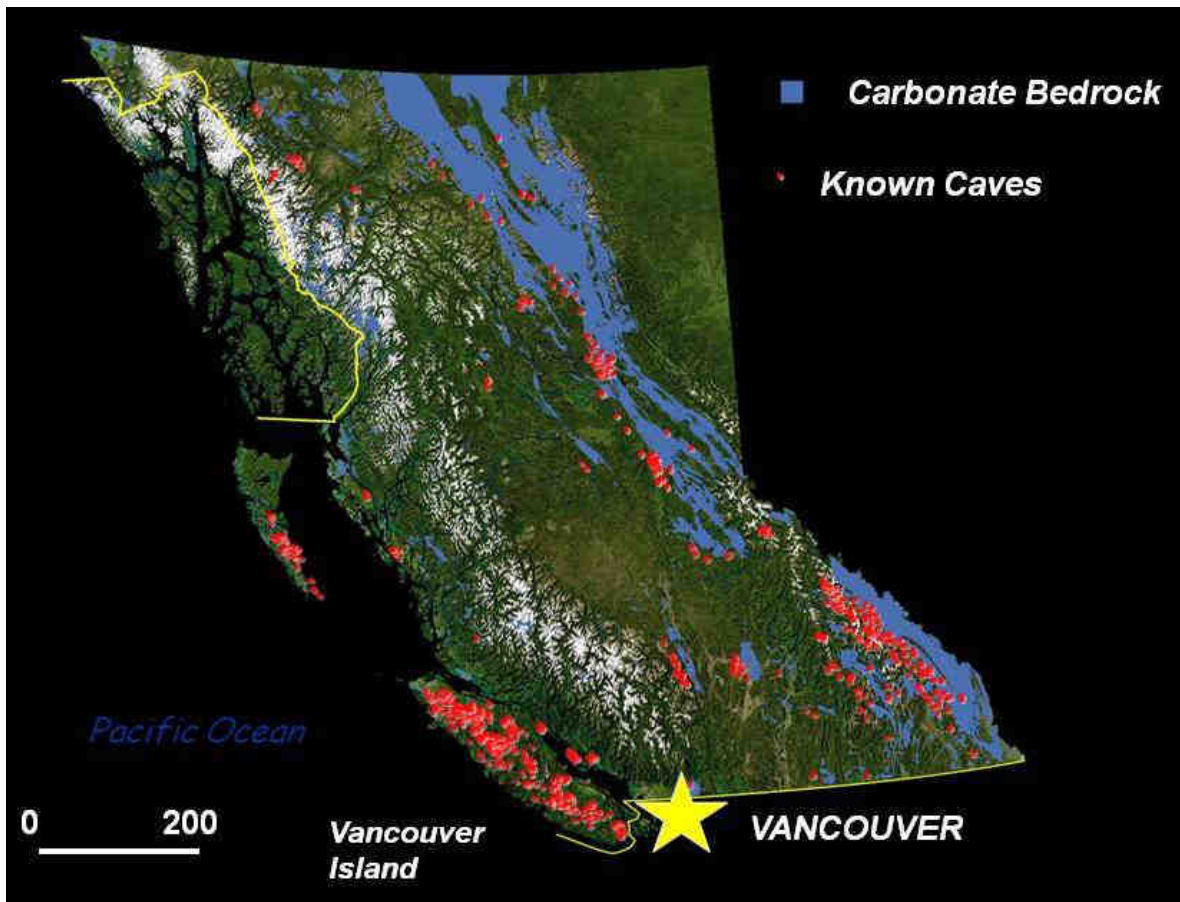 Carbonate Bedrock
Known Caves
Pacific Ocean
0 200
Vancouver
Island
VANCOUVER